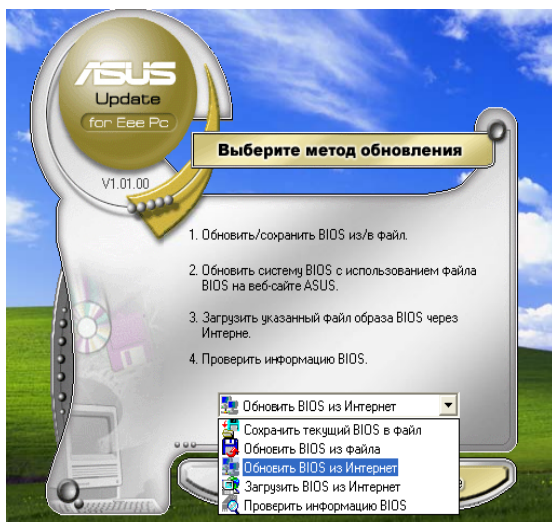 ASUS
Update
for Eee Pc
V1.01.00
Выберите метод обновления
1. Обновить/сохранить BIOS из/в файл.
2. Обновить систему BIOS с использованием файла
BIOS на веб-сайте ASUS.
3. Загрузить указанный файл образа BIOS через
Интерне.
4. Проверить информацию BIOS.
Обновить BIOS из Интернет
Сохранить текущий BIOS в файл
Обновить BIOS из файла
Обновить BIOS из Интернет
Загрузить BIOS из Интернет
Проверить информацию BIOS